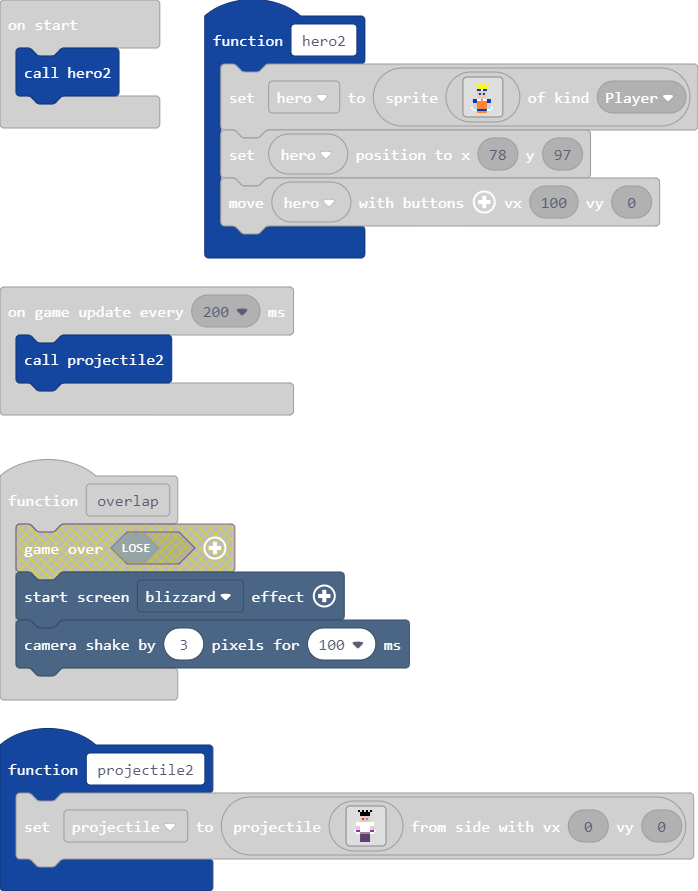 on start
call hero2
function hero2
set hero to sprite of kind Player
set hero position to x 78 y 97
move hero with buttons vx 100 vy 0
on game update every 200 ms
call projectile2
function overlap
game over LOSE
start screen blizzard effect
camera shake by 3 pixels for 100 ms
function projectile2
set projectile to projectile from side with vx 0 vy 0